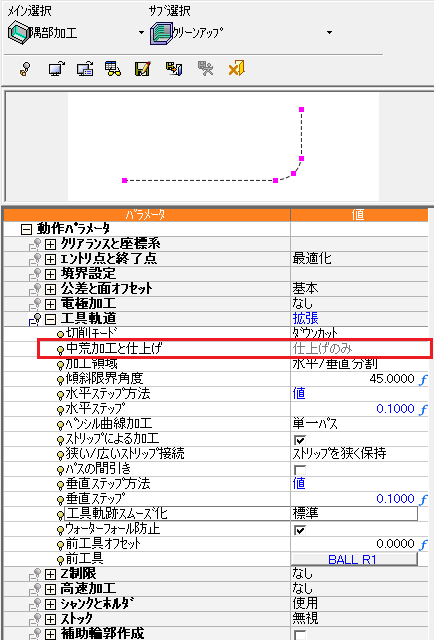 メイン選択 サブ選択
隅部加工 クリーンアップ
パラメータ 値
動作パラメータ
クリアランスと座標系
エントリ点と終了点 最適化
境界設定
公差と面オフセット 基本
電極加工 なし
工具軌道 拡張
切削モード ダウンカット
中荒加工と仕上げ 仕上げのみ
加工領域 水平/垂直分割
傾斜限界角度 45.0000 f
水平ステップ方法 値
水平ステップ 0.1000 f
ペンシル曲線加工 単一パス
ストリップによる加工
狭い/広いストリップ接続 ストリップを狭く保持
パスの間引き
垂直ステップ方法 値
垂直ステップ 0.1000 f
工具軌跡スムーズ化 標準
ウォーターフォール防止
前工具オフセット 0.0000 f
前工具 BALL R1
Z制限 なし
高速加工 なし
シャンクとホルダ 使用
ストック 無視
補助輪郭作成